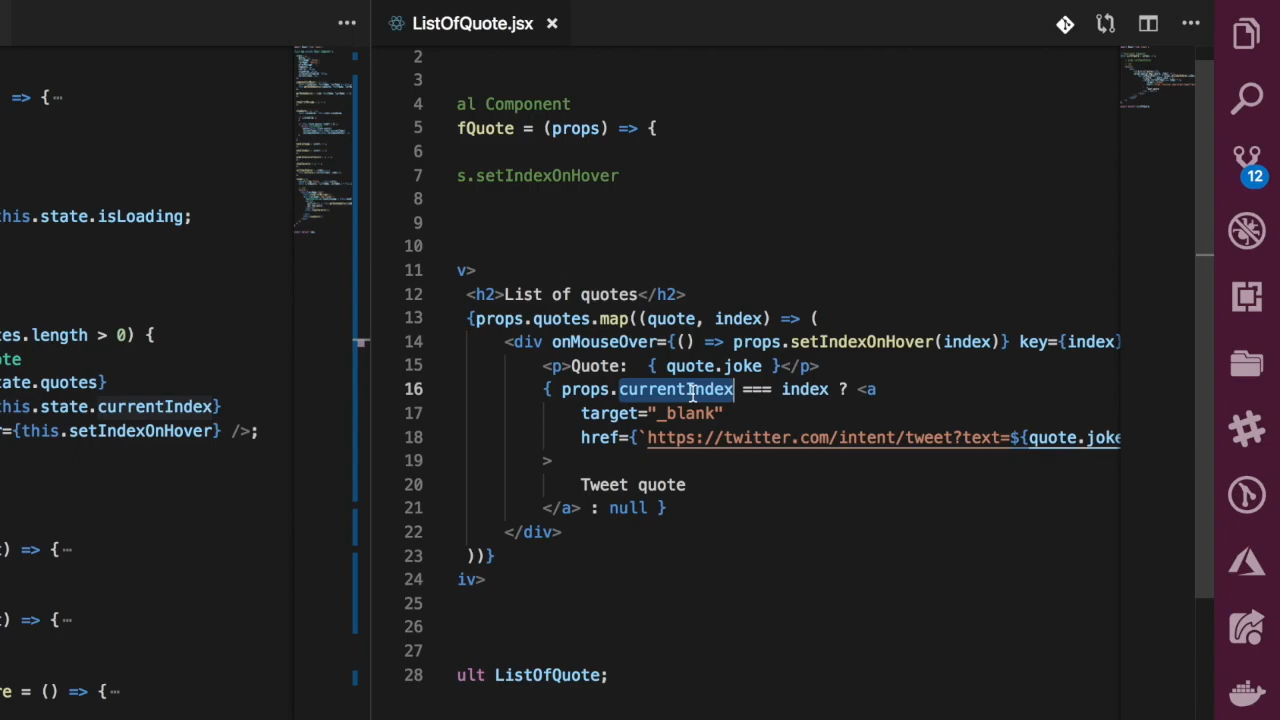 => {
this.state.isLoading;
es.length > 0) {
te
tate.quotes}
this.state.currentIndex}
r={this.setIndexOnHover} />;
) => {
) => {
re = () => {
ListOfQuote.jsx
2
3
4 al Component
5 fQuote = (props) => {
6
7 s.setIndexOnHover
8
9
10
11 v>
12 <h2>List of quotes</h2>
13 {props.quotes.map((quote, index) => (
14 <div onMouseOver={() => props.setIndexOnHover(index)} key={index}
15 <p>Quote: { quote.joke }</p>
16 { props.currentIndex === index ? <a
17 target="_blank"
18 href={`https://twitter.com/intent/tweet?text=${quote.joke
19 >
20 Tweet quote
21 </a> : null }
22 </div>
23 ))}
24 iv>
25
26
27
28 ult ListOfQuote;
12